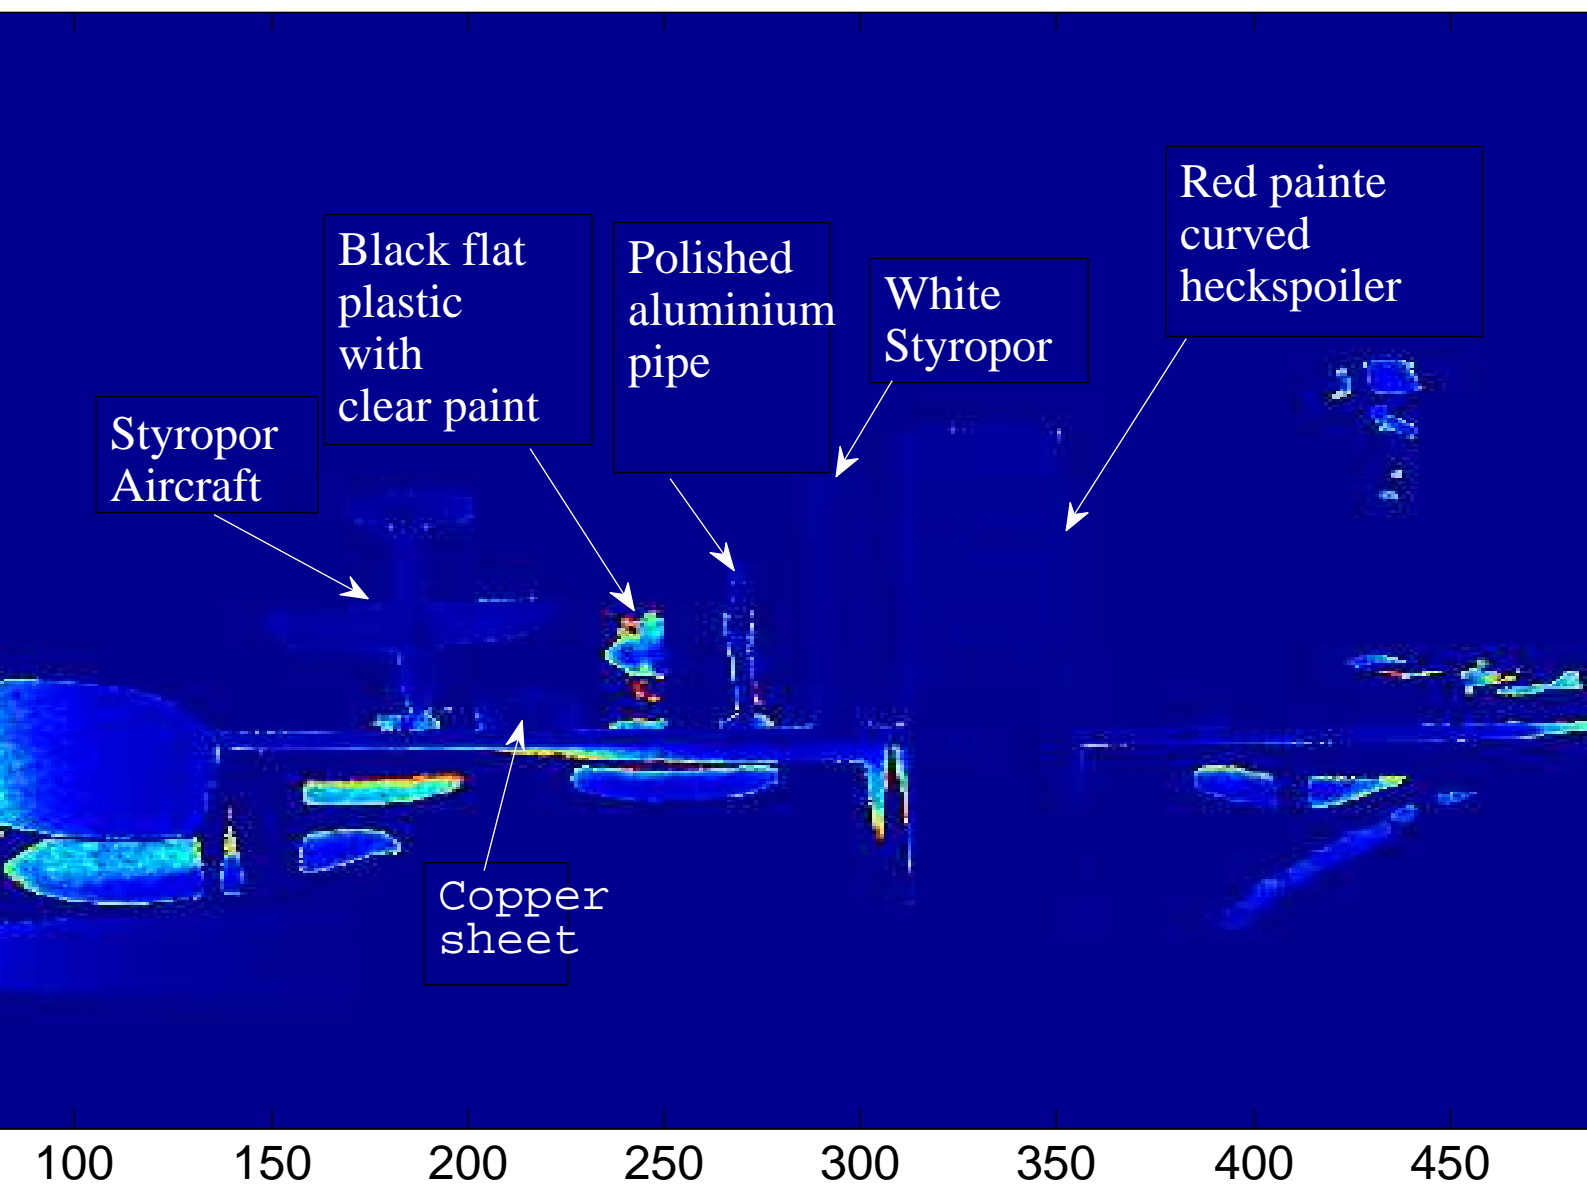 Red painte
curved
heckspoiler
Black flat
plastic
with
clear paint
Polished
aluminium
pipe
White
Styropor
Styropor
Aircraft
Copper
sheet
100 150 200 250 300 350 400 450